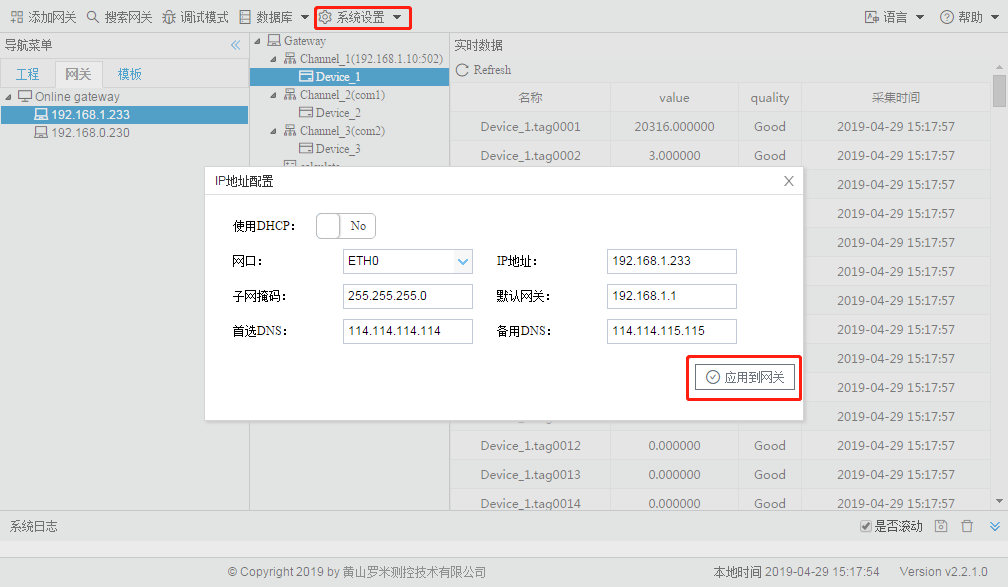 添加网关 搜索网关 调试模式 数据库 系统设置 语言 帮助
导航菜单
工程 网关 模板
Online gateway
192.168.1.233
192.168.0.230
Gateway
Channel_1(192.168.1.10:502)
Device_1
Channel_2(com1)
Device_2
Channel_3(com2)
Device_3
实时数据
Refresh
名称 value quality 采集时间
Device_1.tag0001 20316.000000 Good 2019-04-29 15:17:57
Device_1.tag0002 3.000000 Good 2019-04-29 15:17:57
2019-04-29 15:17:57
2019-04-29 15:17:57
2019-04-29 15:17:57
2019-04-29 15:17:57
2019-04-29 15:17:57
2019-04-29 15:17:57
2019-04-29 15:17:57
2019-04-29 15:17:57
2019-04-29 15:17:57
Device_1.tag0012 0.000000 Good 2019-04-29 15:17:57
Device_1.tag0013 0.000000 Good 2019-04-29 15:17:57
Device_1.tag0014 0.000000 Good 2019-04-29 15:17:57
IP地址配置 X
使用DHCP: No
网口: ETH0 IP地址: 192.168.1.233
子网掩码: 255.255.255.0 默认网关: 192.168.1.1
首选DNS: 114.114.114.114 备用DNS: 114.114.115.115
应用到网关
系统日志 是否滚动
© Copyright 2019 by 黄山罗米测控技术有限公司 本地时间 2019-04-29 15:17:54 Version v2.2.1.0